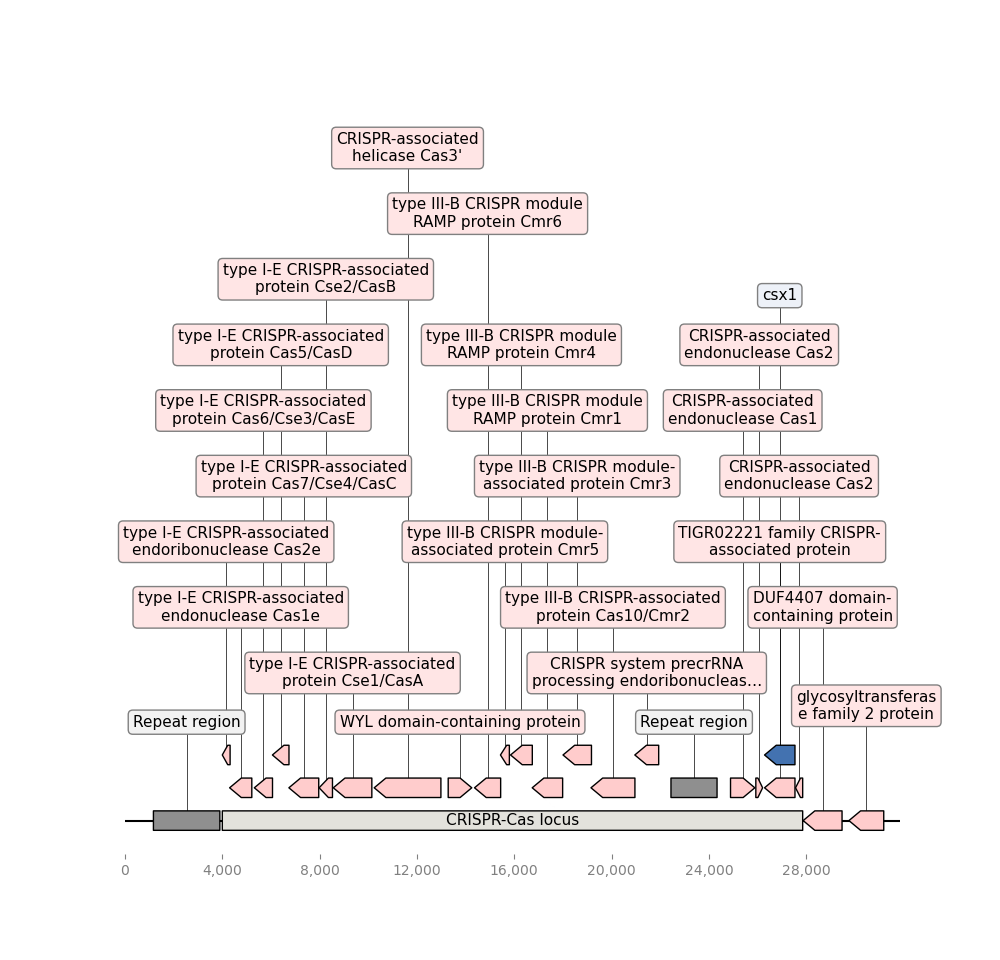 CRISPR-associated
helicase Cas3'
type III-B CRISPR module
RAMP protein Cmr6
type I-E CRISPR-associated
protein Cse2/CasB
csx1
type I-E CRISPR-associated
protein Cas5/CasD
type III-B CRISPR module
RAMP protein Cmr4
CRISPR-associated
endonuclease Cas2
type I-E CRISPR-associated
protein Cas6/Cse3/CasE
type III-B CRISPR module
RAMP protein Cmr1
CRISPR-associated
endonuclease Cas1
type I-E CRISPR-associated
protein Cas7/Cse4/CasC
type III-B CRISPR module-
associated protein Cmr3
CRISPR-associated
endonuclease Cas2
type I-E CRISPR-associated
endoribonuclease Cas2e
type III-B CRISPR module-
associated protein Cmr5
TIGR02221 family CRISPR-
associated protein
type I-E CRISPR-associated
endonuclease Cas1e
type III-B CRISPR-associated
protein Cas10/Cmr2
DUF4407 domain-
containing protein
type I-E CRISPR-associated
protein Cse1/CasA
CRISPR system precrRNA
processing endoribonucleas…
glycosyltransferas
e family 2 protein
Repeat region
WYL domain-containing protein
Repeat region
CRISPR-Cas locus
0
4,000
8,000
12,000
16,000
20,000
24,000
28,000